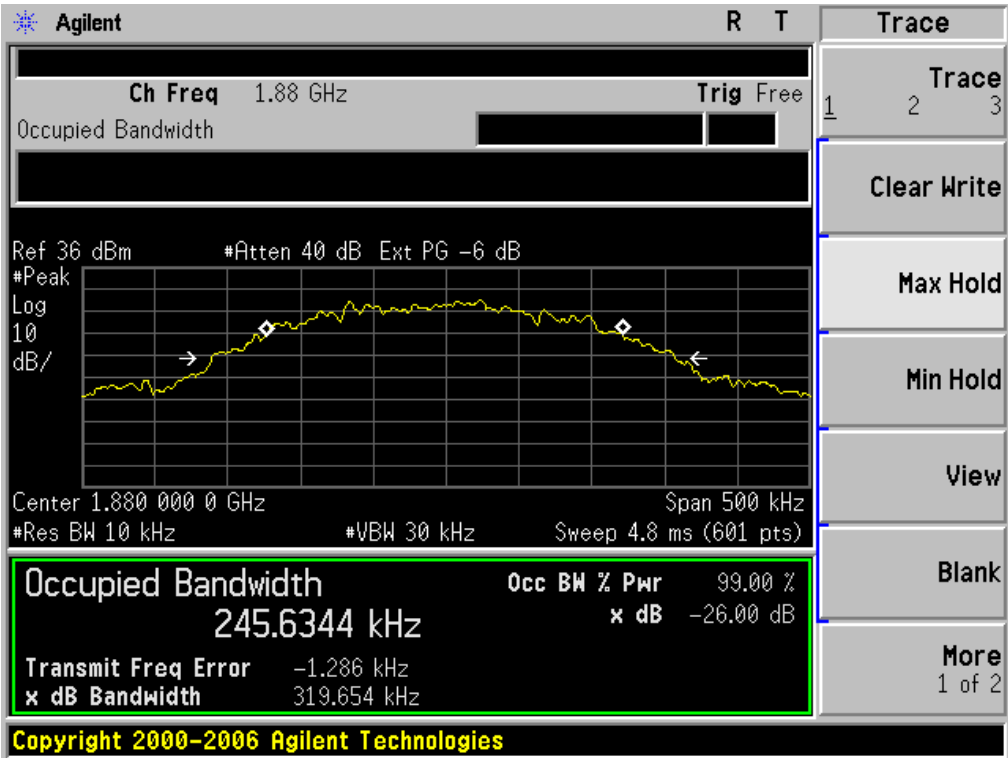 Agilent R T
Ch Freq 1.88 GHz Trig Free
Occupied Bandwidth
Ref 36 dBm #Atten 40 dB Ext PG -6 dB
#Peak
Log
10
dB/
Center 1.880 000 0 GHz Span 500 kHz
#Res BW 10 kHz #VBW 30 kHz Sweep 4.8 ms (601 pts)
Occupied Bandwidth Occ BW % Pwr 99.00 %
245.6344 kHz x dB -26.00 dB
Transmit Freq Error -1.286 kHz
x dB Bandwidth 319.654 kHz
Copyright 2000-2006 Agilent Technologies
Trace
Trace
1 2 3
Clear Write
Max Hold
Min Hold
View
Blank
More
1 of 2